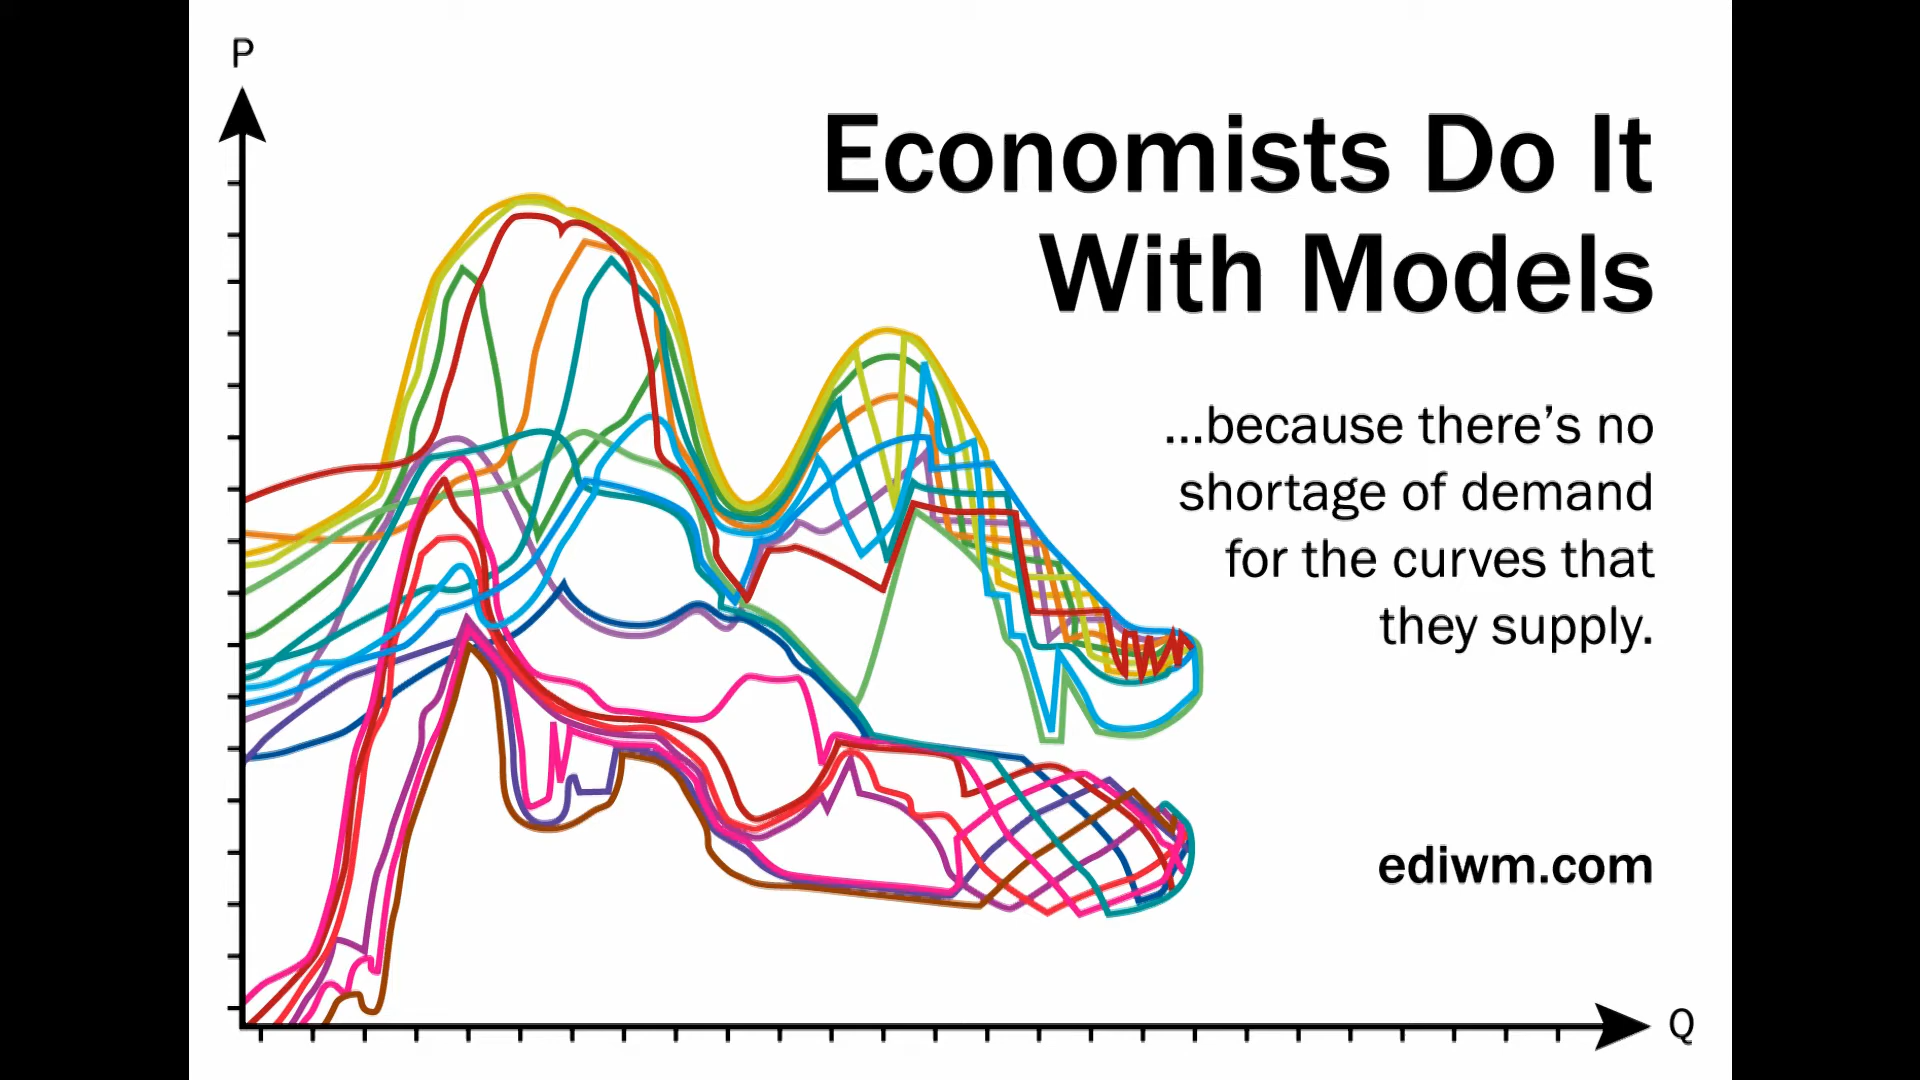 P
Economists Do It
With Models
...because there’s no
shortage of demand
for the curves that
they supply.
ediwm.com
Q